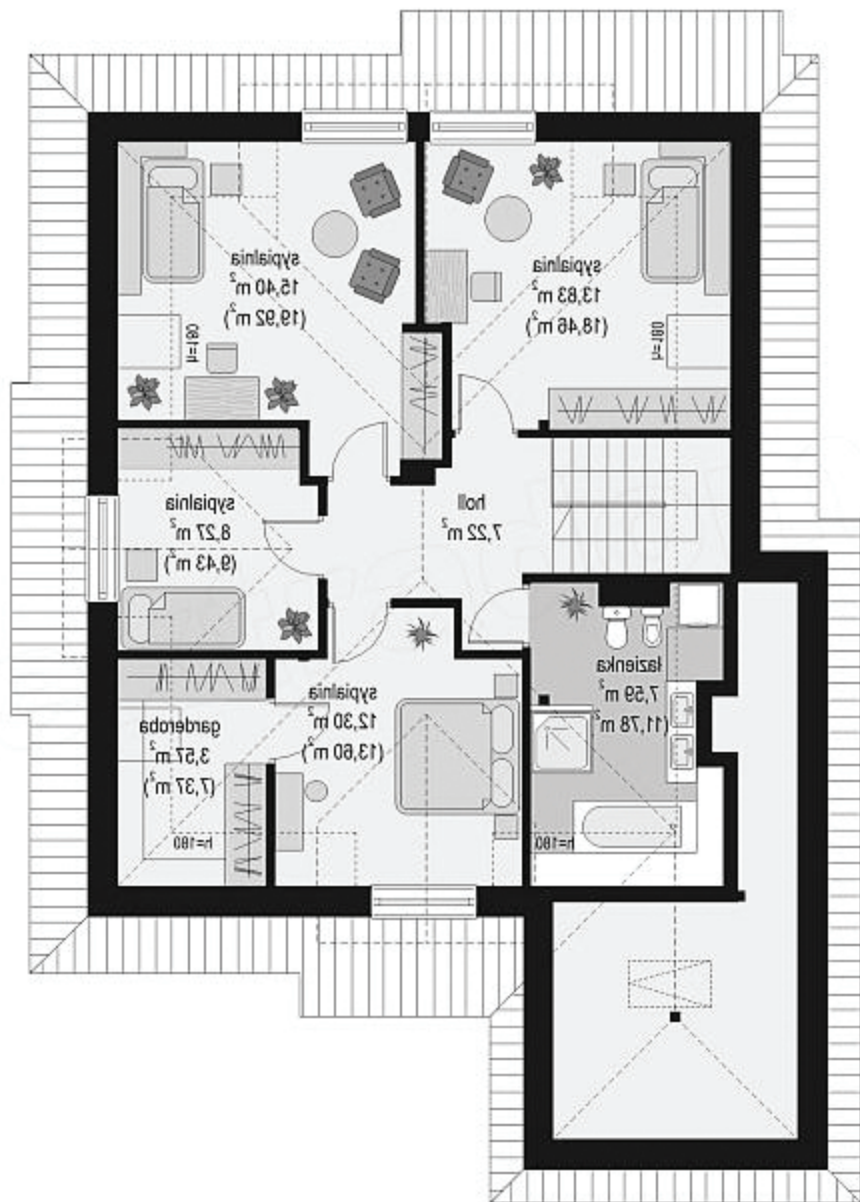 sypialnia
15,40 m²
(19,92 m²)
h=180
sypialnia
13,63 m²
(18,46 m²)
h=180
sypialnia
8,27 m²
(9,43 m²)
holl
7,22 m²
łazienka
7,59 m²
(11,78 m²)
h=180
sypialnia
12,30 m²
(13,60 m²)
garderoba
3,57 m²
(7,37 m²)
h=180